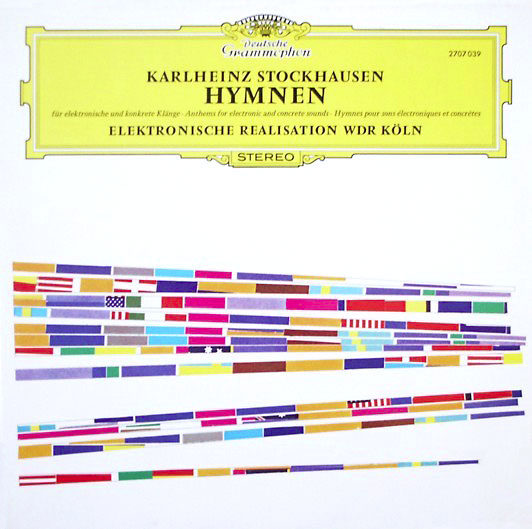 Deutsche
Grammophon
2707 039
KARLHEINZ STOCKHAUSEN
HYMNEN
für elektronische und konkrete Klänge · Anthems for electronic and concrete sounds · Hymnes pour sons électroniques et concrètes
ELEKTRONISCHE REALISATION WDR KÖLN
STEREO